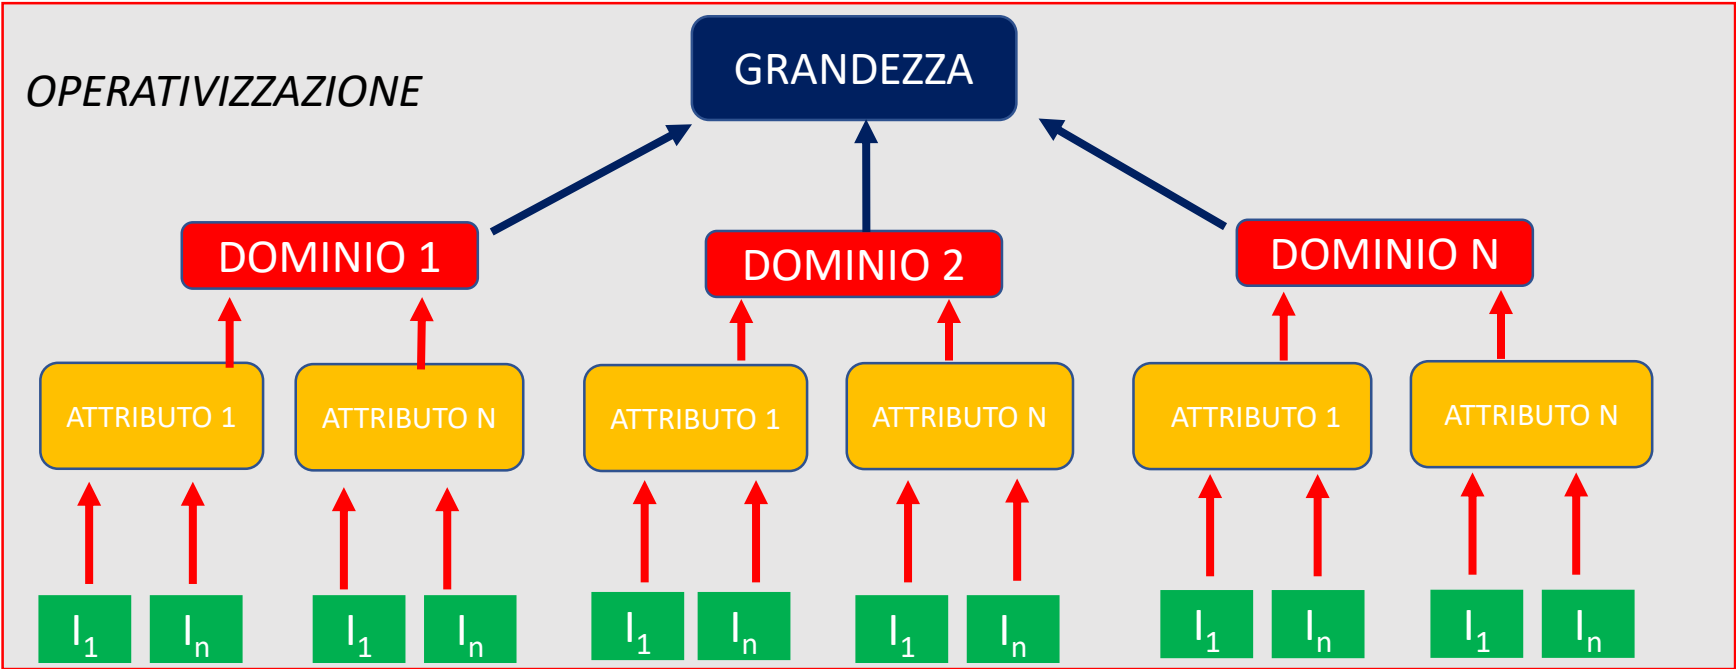 OPERATIVIZZAZIONE
GRANDEZZA
DOMINIO 1
DOMINIO 2
DOMINIO N
ATTRIBUTO 1
ATTRIBUTO N
ATTRIBUTO 1
ATTRIBUTO N
ATTRIBUTO 1
ATTRIBUTO N
I1
In
I1
In
I1
In
I1
In
I1
In
I1
In